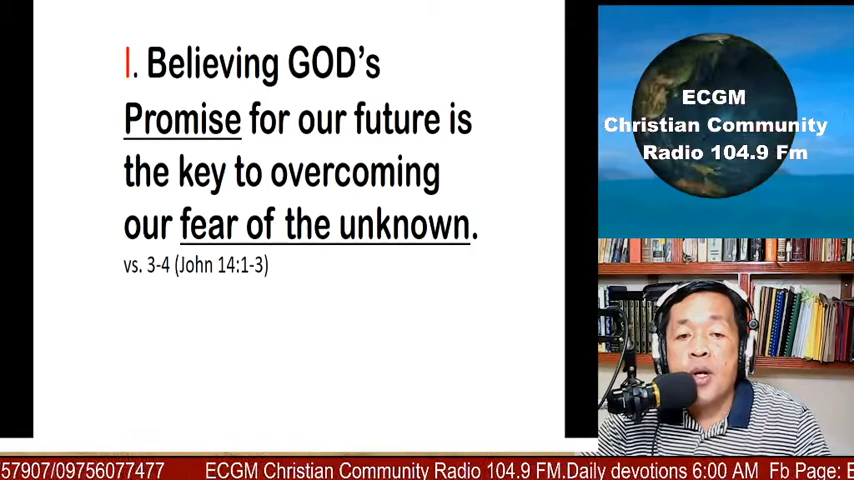 I. Believing GOD's
Promise for our future is
the key to overcoming
our fear of the unknown.
vs. 3-4 (John 14:1-3)
ECGM
Christian Community
Radio 104.9 Fm
57907/09756077477 ECGM Christian Community Radio 104.9 FM.Daily devotions 6:00 AM Fb Page: E